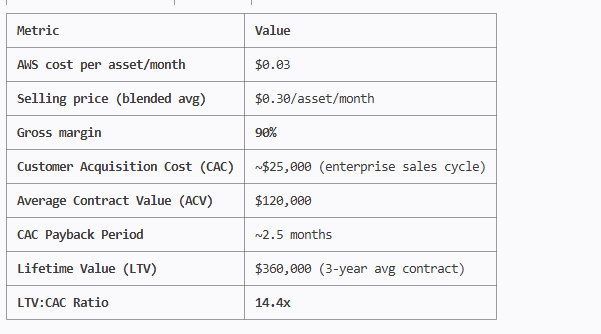 Metric Value
AWS cost per asset/month $0.03
Selling price (blended avg) $0.30/asset/month
Gross margin 90%
Customer Acquisition Cost (CAC) ~$25,000 (enterprise sales cycle)
Average Contract Value (ACV) $120,000
CAC Payback Period ~2.5 months
Lifetime Value (LTV) $360,000 (3-year avg contract)
LTV:CAC Ratio 14.4x